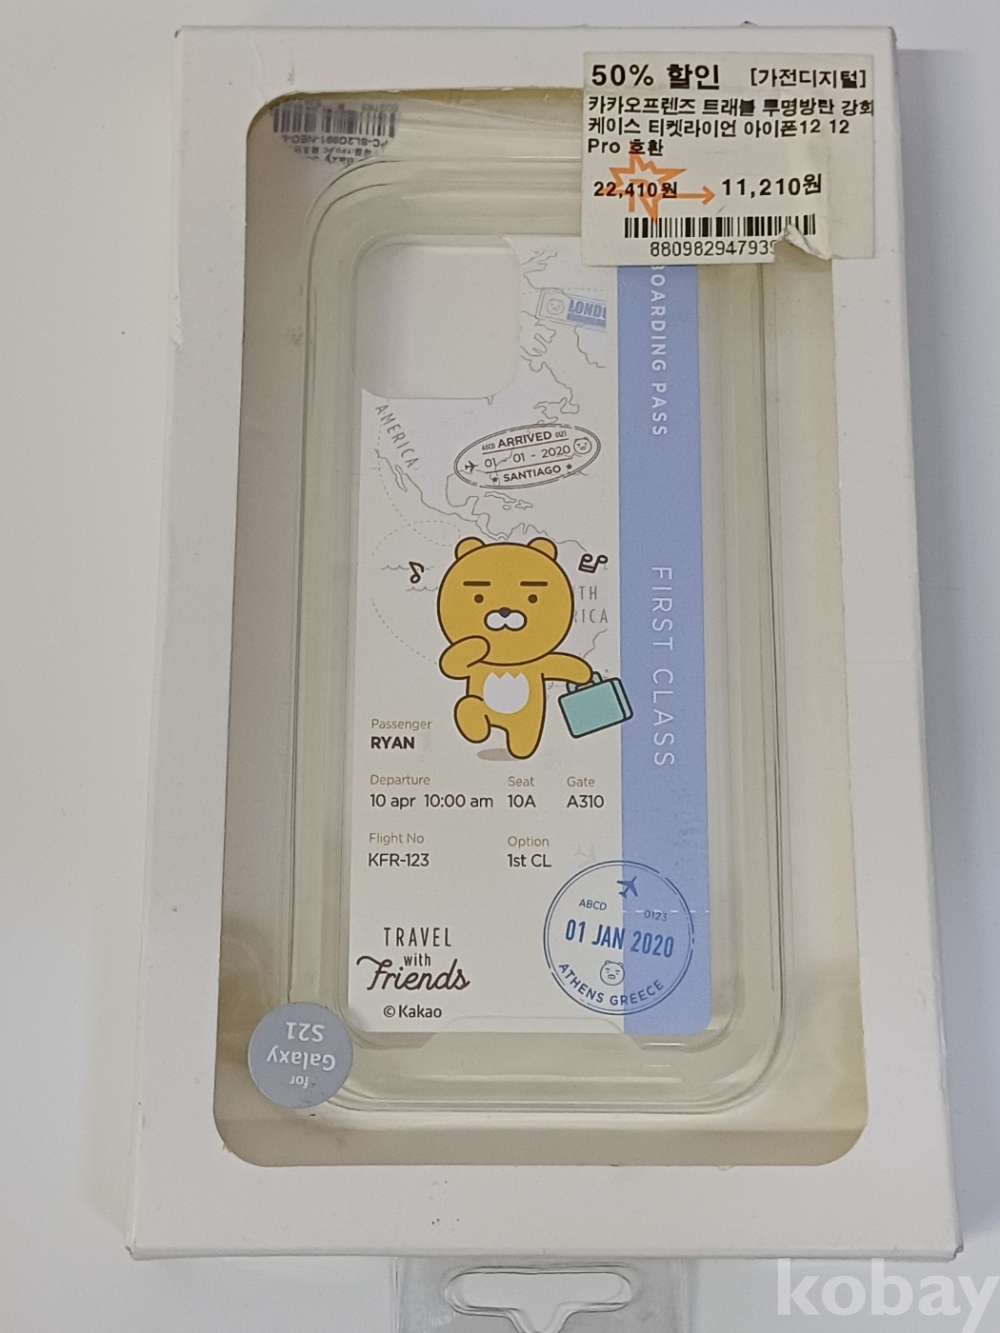 50% 할인 [가전디지털]
카카오프렌즈 트래블 투명방탄 강화
케이스 티켓라이언 아이폰12 12
Pro 호환
22,410원 11,210원
880982947939
LOND
BOARDING PASS
AMERICA
ABCD ARRIVED 0123
01 - 01 - 2020
SANTIAGO
TH
RICA
FIRST CLASS
Passenger
RYAN
Departure Seat Gate
10 apr 10:00 am 10A A310
Flight No Option
KFR-123 1st CL
ABCD 0123
01 JAN 2020
ATHENS GREECE
TRAVEL
with
Friends
© Kakao
for
Galaxy
S21
kobay